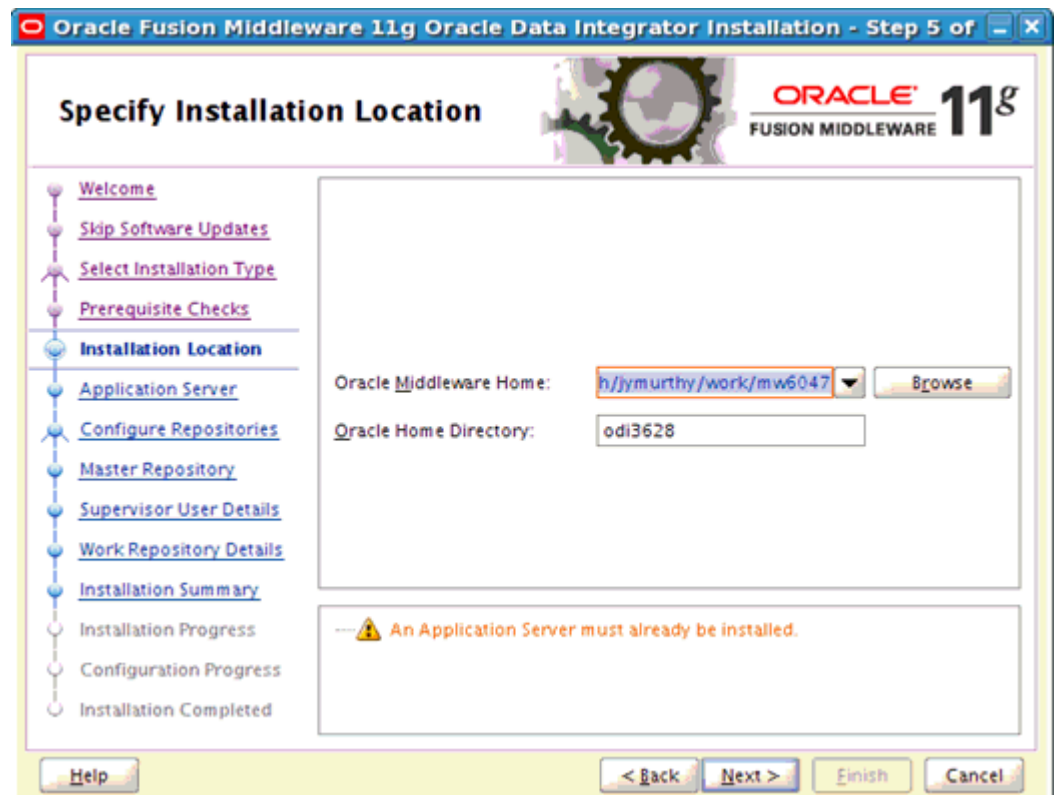 Oracle Fusion Middleware 11g Oracle Data Integrator Installation - Step 5 of
Specify Installation Location
ORACLE
FUSION MIDDLEWARE 11g
Welcome
Skip Software Updates
Select Installation Type
Prerequisite Checks
Installation Location
Application Server
Configure Repositories
Master Repository
Supervisor User Details
Work Repository Details
Installation Summary
Installation Progress
Configuration Progress
Installation Completed
Oracle Middleware Home: h/jymurthy/work/mw6047 Browse
Oracle Home Directory: odi3628
An Application Server must already be installed.
Help < Back Next > Finish Cancel